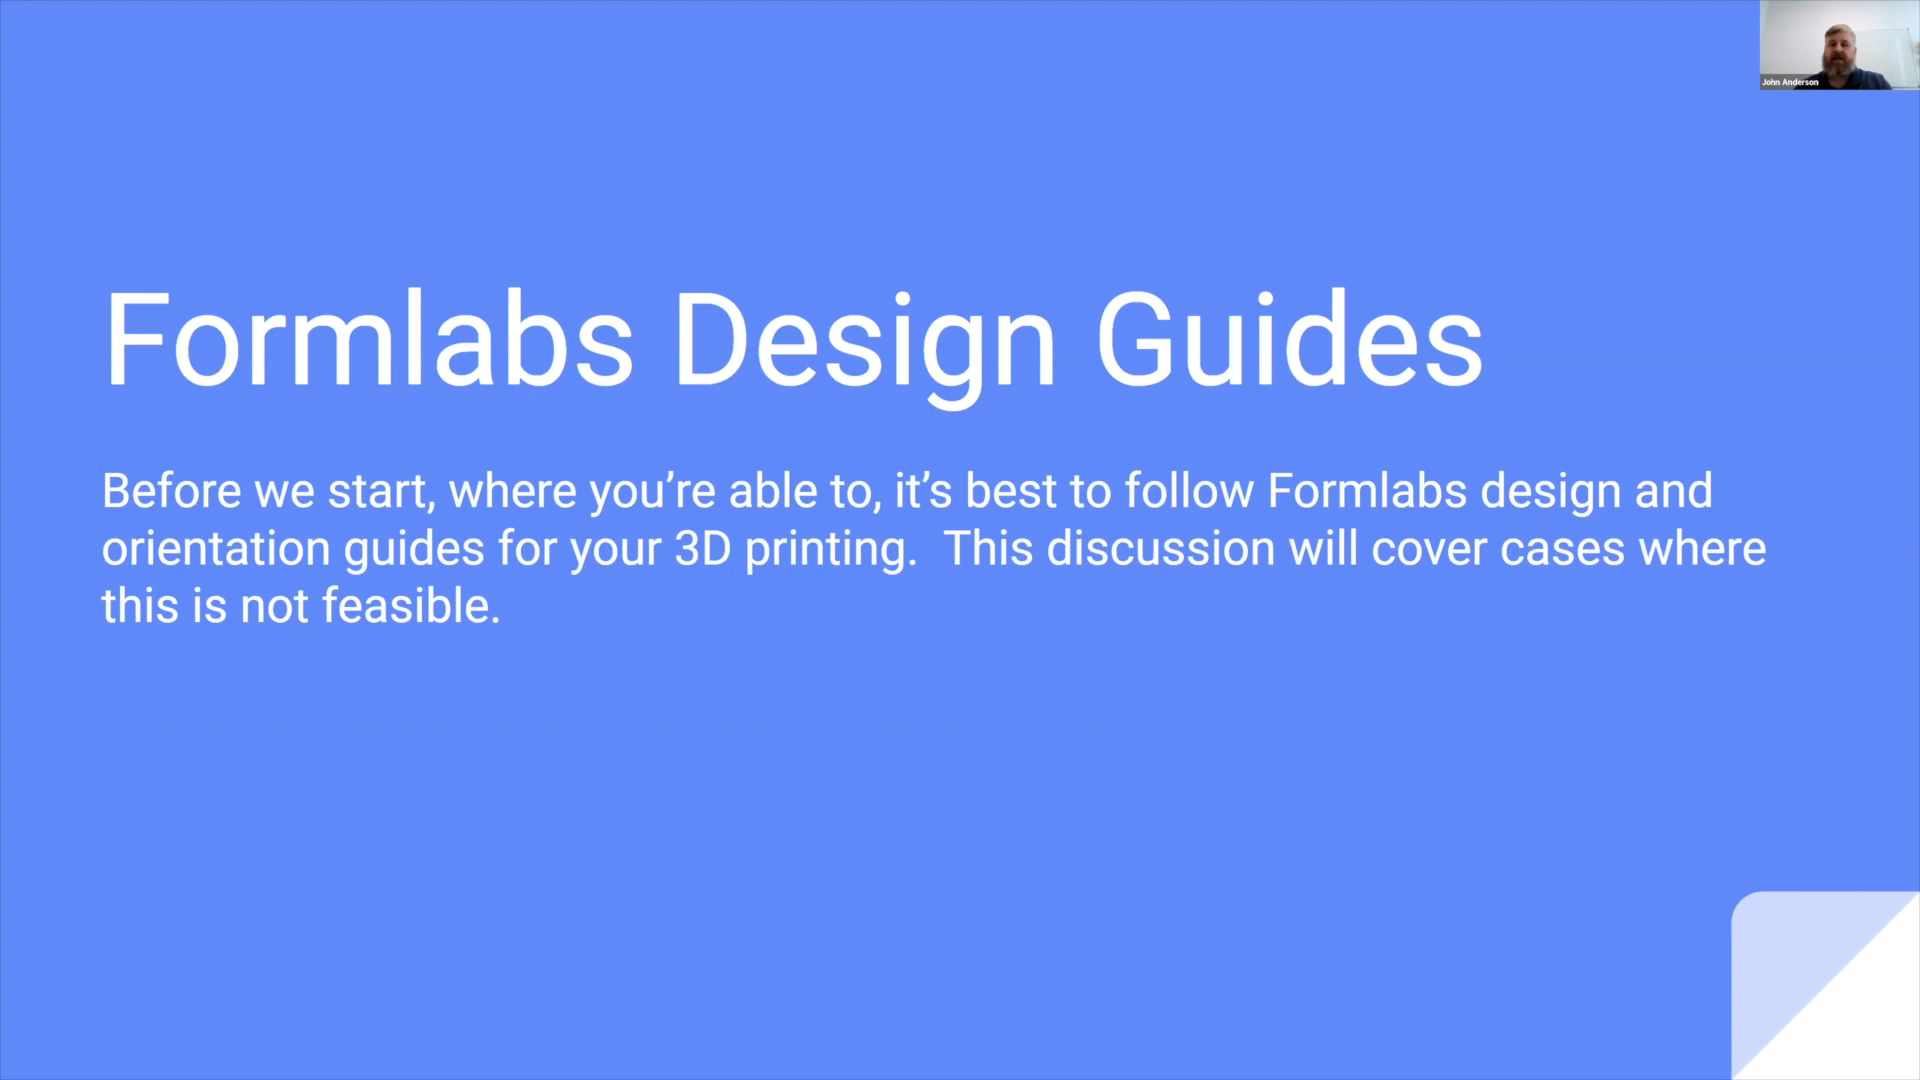 John Anderson
Formlabs Design Guides
Before we start, where you’re able to, it’s best to follow Formlabs design and
orientation guides for your 3D printing.  This discussion will cover cases where
this is not feasible.